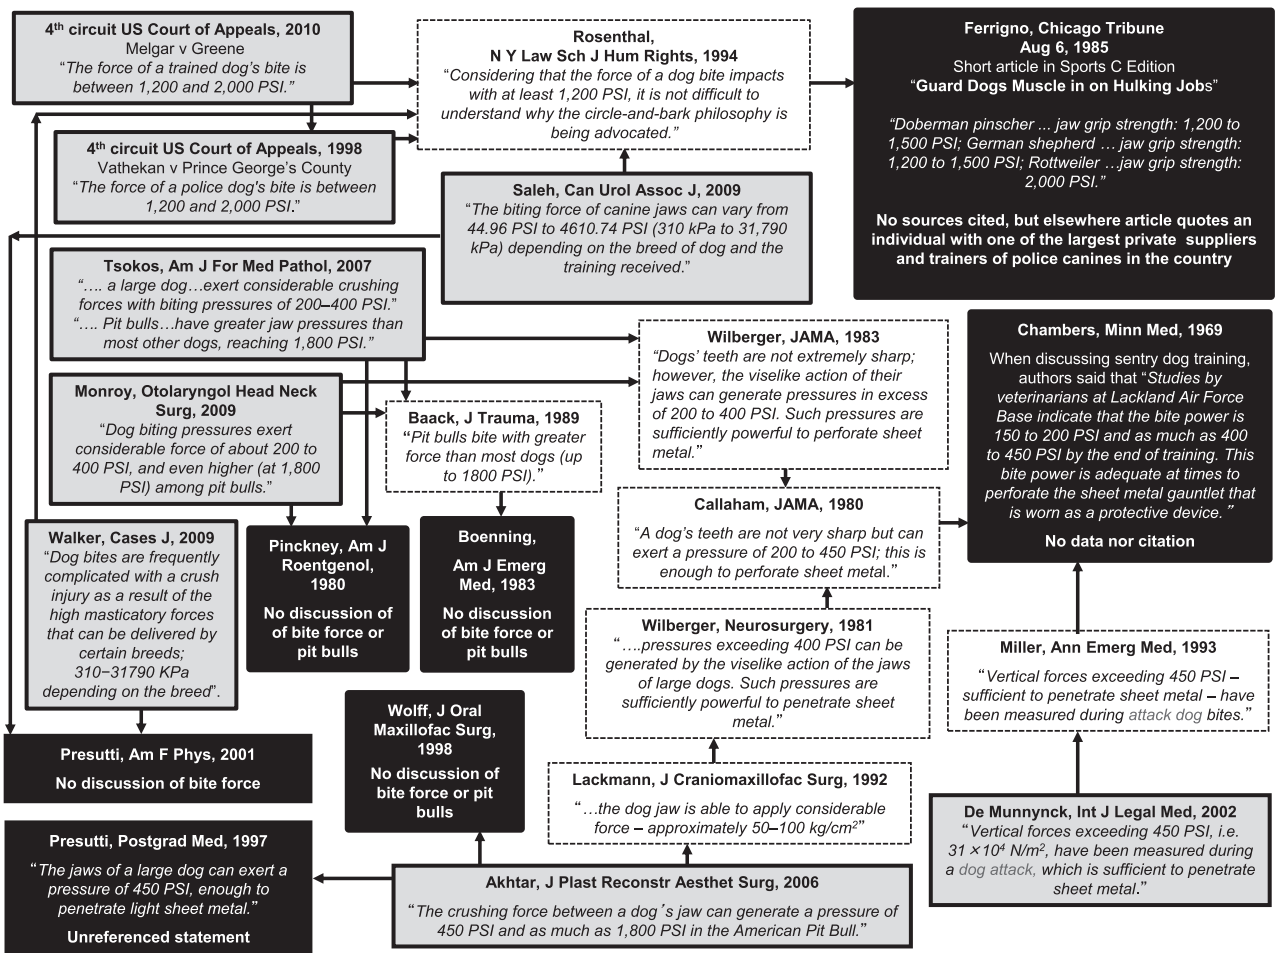 4th circuit US Court of Appeals, 2010
Melgar v Greene
“The force of a trained dog’s bite is
between 1,200 and 2,000 PSI.”
4th circuit US Court of Appeals, 1998
Vathekan v Prince George’s County
“The force of a police dog's bite is between
1,200 and 2,000 PSI.”
Rosenthal,
N Y Law Sch J Hum Rights, 1994
“Considering that the force of a dog bite impacts
with at least 1,200 PSI, it is not difficult to
understand why the circle-and-bark philosophy is
being advocated.”
Ferrigno, Chicago Tribune
Aug 6, 1985
Short article in Sports C Edition
“Guard Dogs Muscle in on Hulking Jobs”
“Doberman pinscher ... jaw grip strength: 1,200 to
1,500 PSI; German shepherd … jaw grip strength:
1,200 to 1,500 PSI; Rottweiler …jaw grip strength:
2,000 PSI.”
No sources cited, but elsewhere article quotes an
individual with one of the largest private suppliers
and trainers of police canines in the country
Saleh, Can Urol Assoc J, 2009
“The biting force of canine jaws can vary from
44.96 PSI to 4610.74 PSI (310 kPa to 31,790
kPa) depending on the breed of dog and the
training received.”
Tsokos, Am J For Med Pathol, 2007
“…. a large dog…exert considerable crushing
forces with biting pressures of 200–400 PSI.”
“…. Pit bulls…have greater jaw pressures than
most other dogs, reaching 1,800 PSI.”
Monroy, Otolaryngol Head Neck
Surg, 2009
“Dog biting pressures exert
considerable force of about 200 to
400 PSI, and even higher (at 1,800
PSI) among pit bulls.”
Baack, J Trauma, 1989
“Pit bulls bite with greater
force than most dogs (up
to 1800 PSI).”
Wilberger, JAMA, 1983
“Dogs’ teeth are not extremely sharp;
however, the viselike action of their
jaws can generate pressures in excess
of 200 to 400 PSI. Such pressures are
sufficiently powerful to perforate sheet
metal.”
Chambers, Minn Med, 1969
When discussing sentry dog training,
authors said that “Studies by
veterinarians at Lackland Air Force
Base indicate that the bite power is
150 to 200 PSI and as much as 400
to 450 PSI by the end of training. This
bite power is adequate at times to
perforate the sheet metal gauntlet that
is worn as a protective device.”
No data nor citation
Callaham, JAMA, 1980
“A dog’s teeth are not very sharp but can
exert a pressure of 200 to 450 PSI; this is
enough to perforate sheet metal.”
Walker, Cases J, 2009
“Dog bites are frequently
complicated with a crush
injury as a result of the
high masticatory forces
that can be delivered by
certain breeds;
310–31790 KPa
depending on the breed”.
Pinckney, Am J
Roentgenol,
1980
No discussion of
of bite force or
pit bulls
Boenning,
Am J Emerg
Med, 1983
No discussion
of bite force or
pit bulls
Wilberger, Neurosurgery, 1981
“….pressures exceeding 400 PSI can be
generated by the viselike action of the jaws
of large dogs. Such pressures are
sufficiently powerful to penetrate sheet
metal.”
Miller, Ann Emerg Med, 1993
“Vertical forces exceeding 450 PSI –
sufficient to penetrate sheet metal – have
been measured during attack dog bites.”
Presutti, Am F Phys, 2001
No discussion of bite force
Wolff, J Oral
Maxillofac Surg,
1998
No discussion of
bite force or pit
bulls
Lackmann, J Craniomaxillofac Surg, 1992
“…the dog jaw is able to apply considerable
force – approximately 50–100 kg/cm²”
De Munnynck, Int J Legal Med, 2002
“Vertical forces exceeding 450 PSI, i.e.
31 × 10⁴ N/m², have been measured during
a dog attack, which is sufficient to penetrate
sheet metal.”
Presutti, Postgrad Med, 1997
“The jaws of a large dog can exert a
pressure of 450 PSI, enough to
penetrate light sheet metal.”
Unreferenced statement
Akhtar, J Plast Reconstr Aesthet Surg, 2006
“The crushing force between a dog´s jaw can generate a pressure of
450 PSI and as much as 1,800 PSI in the American Pit Bull.”